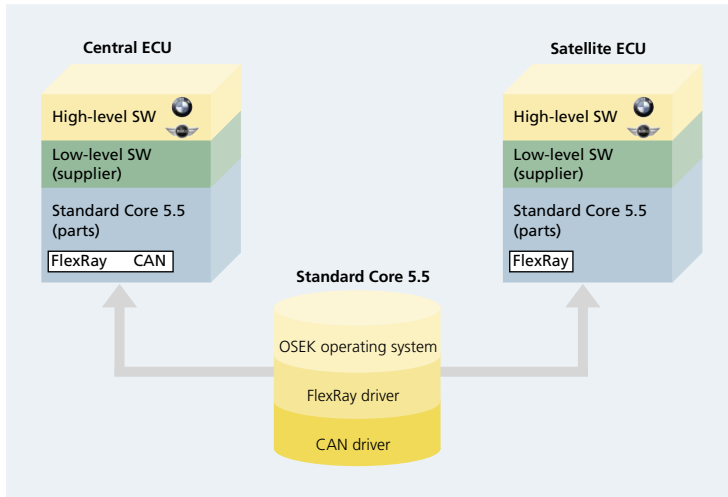 Central ECU
High-level SW
Low-level SW
(supplier)
Standard Core 5.5
(parts)
FlexRay CAN
Satellite ECU
High-level SW
Low-level SW
(supplier)
Standard Core 5.5
(parts)
FlexRay
Standard Core 5.5
OSEK operating system
FlexRay driver
CAN driver